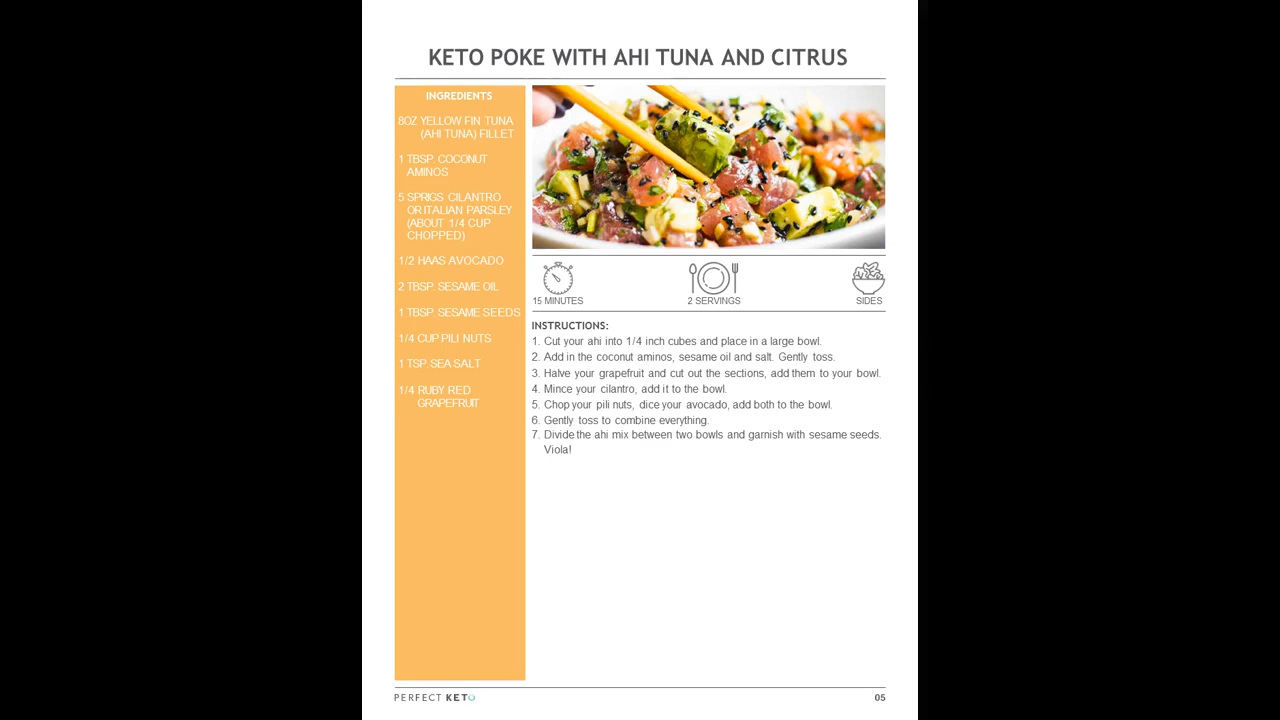 KETO POKE WITH AHI TUNA AND CITRUS
INGREDIENTS
8OZ YELLOW FIN TUNA
(AHI TUNA) FILLET
1 TBSP. COCONUT
AMINOS
5 SPRIGS CILANTRO
OR ITALIAN PARSLEY
(ABOUT 1/4 CUP
CHOPPED)
1/2 HAAS AVOCADO
2 TBSP. SESAME OIL
1 TBSP. SESAME SEEDS
1/4 CUP PILI NUTS
1 TSP. SEA SALT
1/4 RUBY RED
GRAPEFRUIT
15 MINUTES
2 SERVINGS
SIDES
INSTRUCTIONS:
1. Cut your ahi into 1/4 inch cubes and place in a large bowl.
2. Add in the coconut aminos, sesame oil and salt. Gently toss.
3. Halve your grapefruit and cut out the sections, add them to your bowl.
4. Mince your cilantro, add it to the bowl.
5. Chop your pili nuts, dice your avocado, add both to the bowl.
6. Gently toss to combine everything.
7. Divide the ahi mix between two bowls and garnish with sesame seeds.
Viola!
PERFECT KETO
05